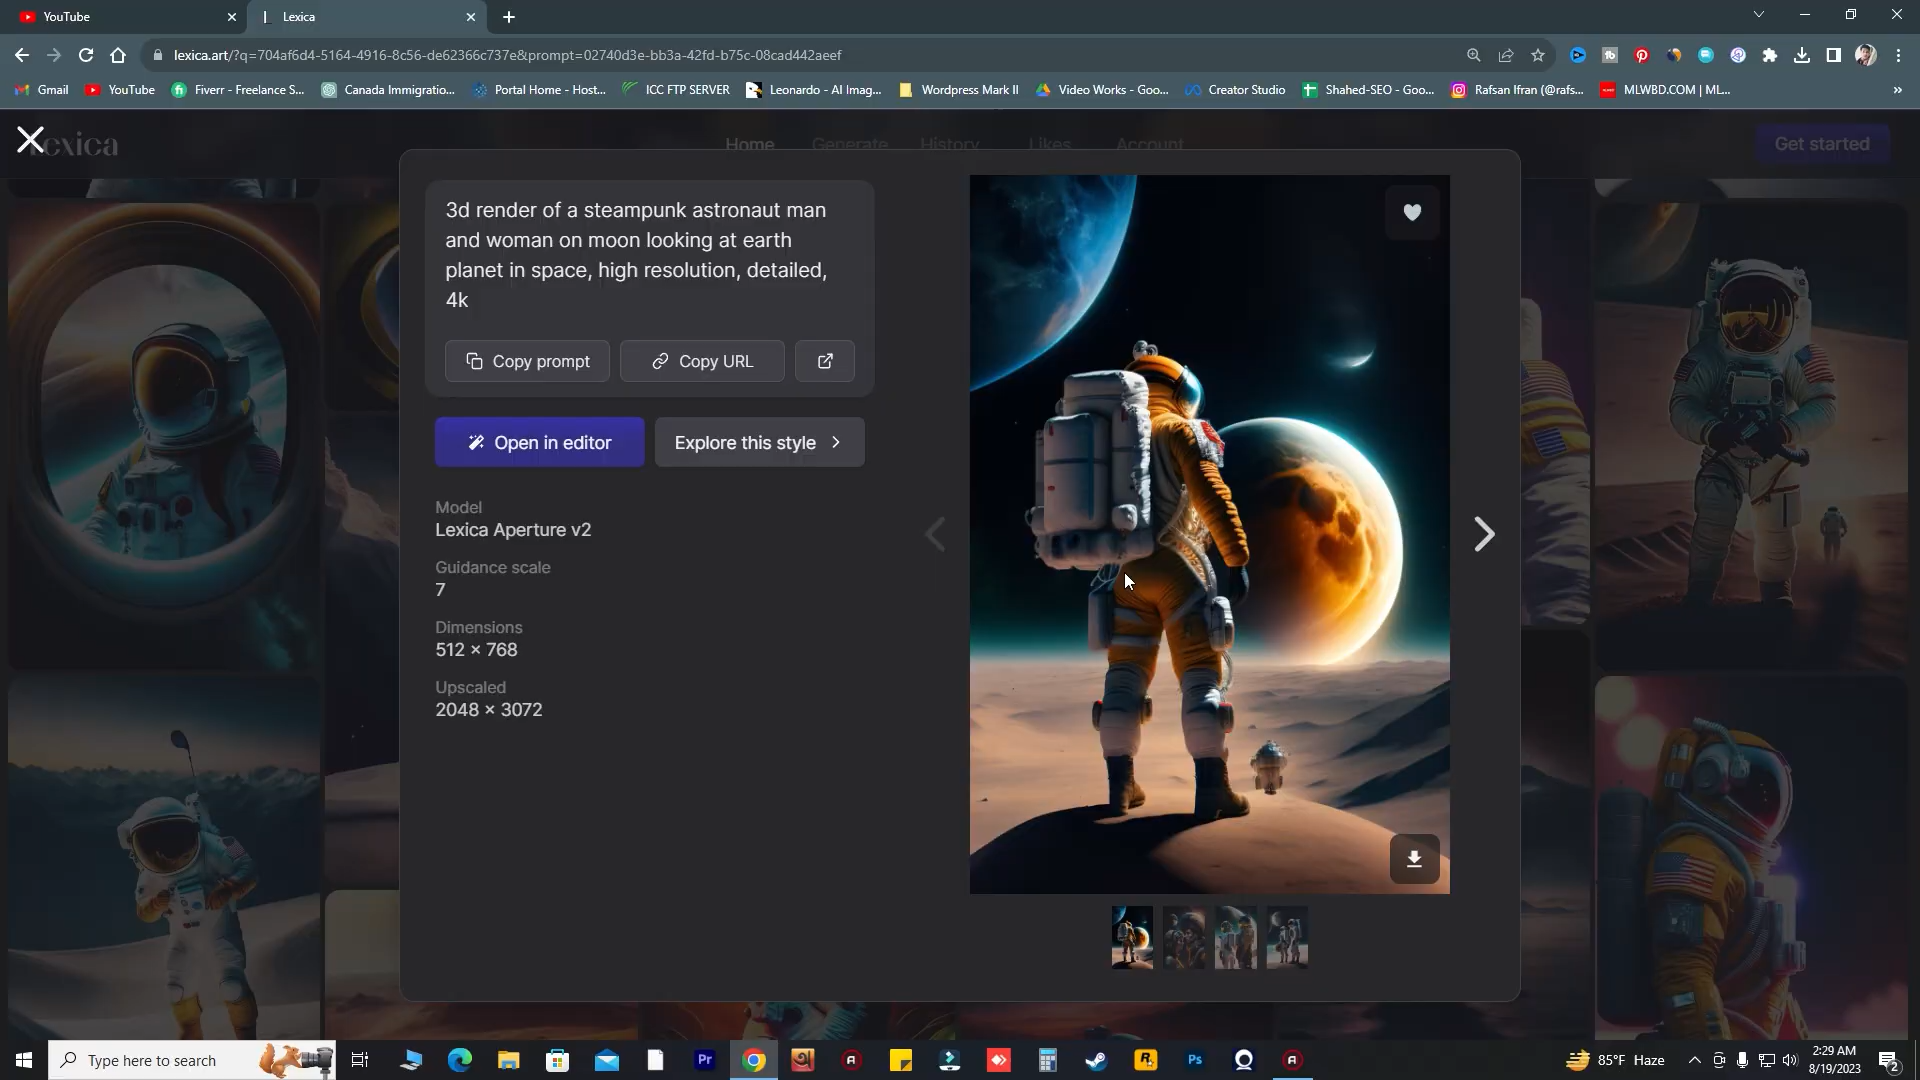 YouTube
Lexica
lexica.art/?q=704af6d4-5164-4916-8c56-de62366c737e&prompt=02740d3e-bb3a-42fd-b75c-08cad442aeef
Gmail
YouTube
Fiverr - Freelance S...
Canada Immigratio...
Portal Home - Host...
ICC FTP SERVER
Leonardo - AI Imag...
Wordpress Mark II
Video Works - Goo...
Creator Studio
Shahed-SEO - Goo...
Rafsan Ifran (@rafs...
MLWBD.COM | ML...
»
Lexica
Home
Generate
History
Likes
Account
Get started
3d render of a steampunk astronaut man
and woman on moon looking at earth
planet in space, high resolution, detailed,
4k
Copy prompt
Copy URL
Open in editor
Explore this style
Model
Lexica Aperture v2
Guidance scale
7
Dimensions
512 × 768
Upscaled
2048 × 3072
Type here to search
Pr
Ps
85°F Haze
2:29 AM
8/19/2023
2